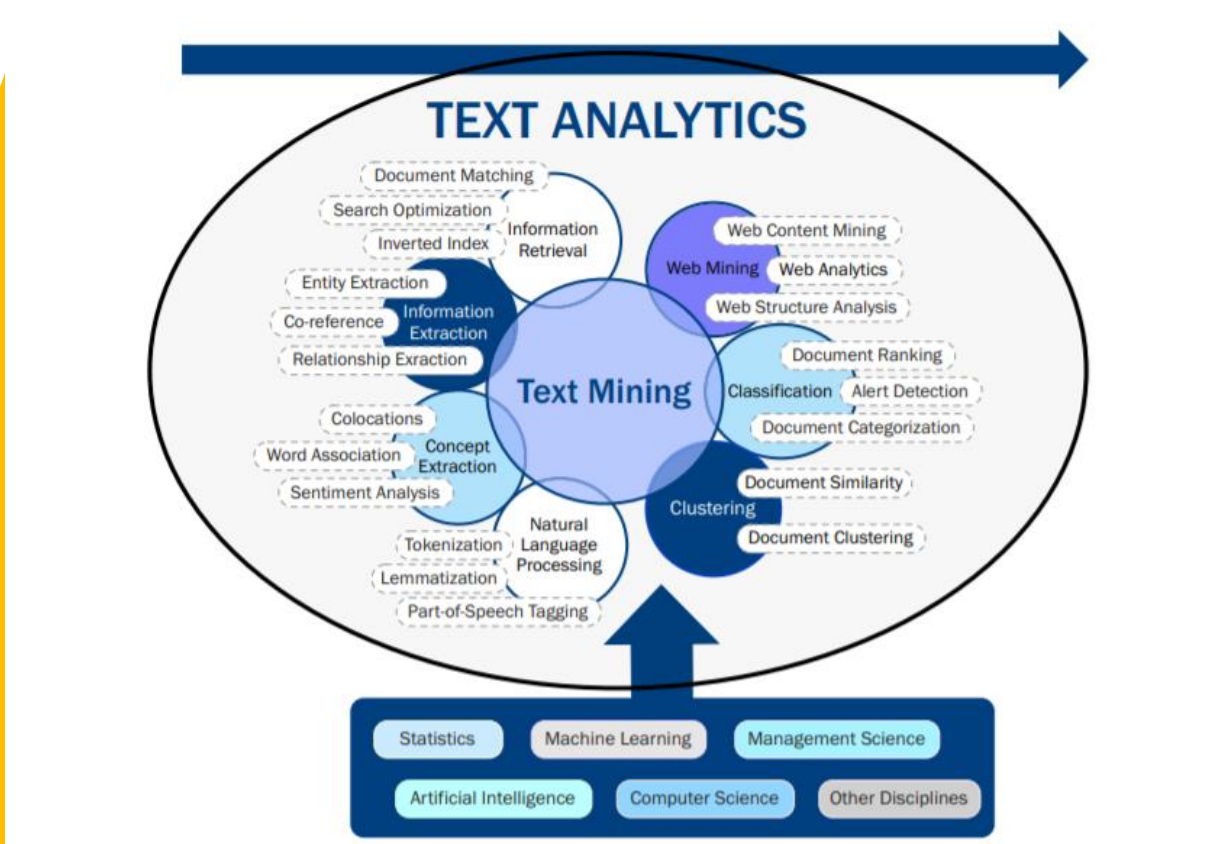 TEXT ANALYTICS
Document Matching
Search Optimization
Inverted Index
Information
Retrieval
Entity Extraction
Co-reference
Relationship Exraction
Information
Extraction
Colocations
Word Association
Sentiment Analysis
Concept
Extraction
Tokenization
Lemmatization
Part-of-Speech Tagging
Natural
Language
Processing
Text Mining
Web Mining
Web Content Mining
Web Analytics
Web Structure Analysis
Classification
Document Ranking
Alert Detection
Document Categorization
Clustering
Document Similarity
Document Clustering
Statistics
Machine Learning
Management Science
Artificial Intelligence
Computer Science
Other Disciplines